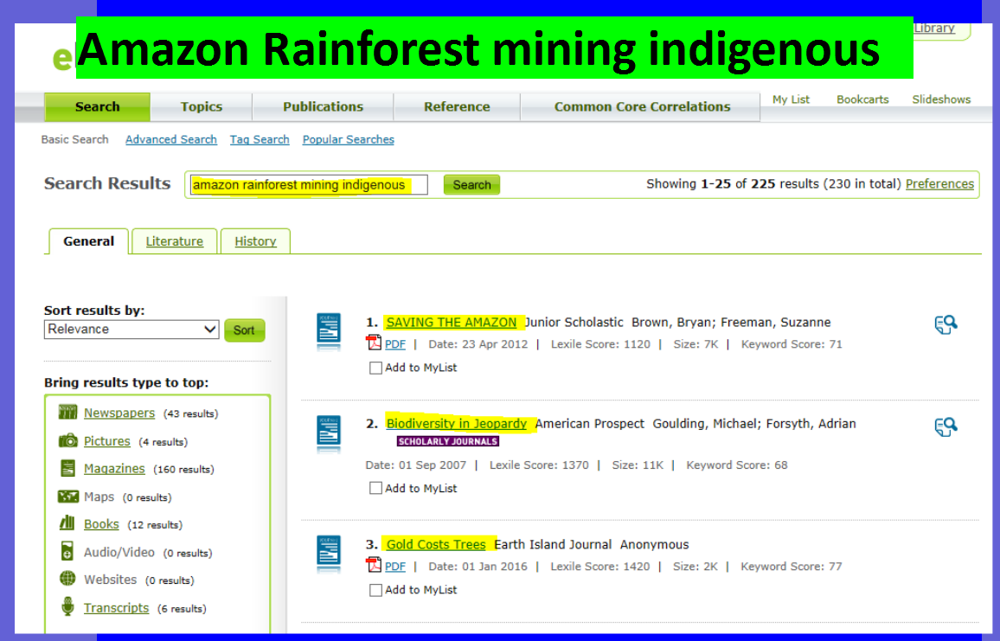 Amazon Rainforest mining indigenous
Library
e
Search Topics Publications Reference Common Core Correlations My List Bookcarts Slideshows
Basic Search Advanced Search Tag Search Popular Searches
Search Results amazon rainforest mining indigenous Search Showing 1-25 of 225 results (230 in total) Preferences
General Literature History
Sort results by:
Relevance Sort
Bring results type to top:
Newspapers (43 results)
Pictures (4 results)
Magazines (160 results)
Maps (0 results)
Books (12 results)
Audio/Video (0 results)
Websites (0 results)
Transcripts (6 results)
1. SAVING THE AMAZON Junior Scholastic Brown, Bryan; Freeman, Suzanne
PDF | Date: 23 Apr 2012 | Lexile Score: 1120 | Size: 7K | Keyword Score: 71
Add to MyList
2. Biodiversity in Jeopardy American Prospect Goulding, Michael; Forsyth, Adrian
SCHOLARLY JOURNALS
Date: 01 Sep 2007 | Lexile Score: 1370 | Size: 11K | Keyword Score: 68
Add to MyList
3. Gold Costs Trees Earth Island Journal Anonymous
PDF | Date: 01 Jan 2016 | Lexile Score: 1420 | Size: 2K | Keyword Score: 77
Add to MyList